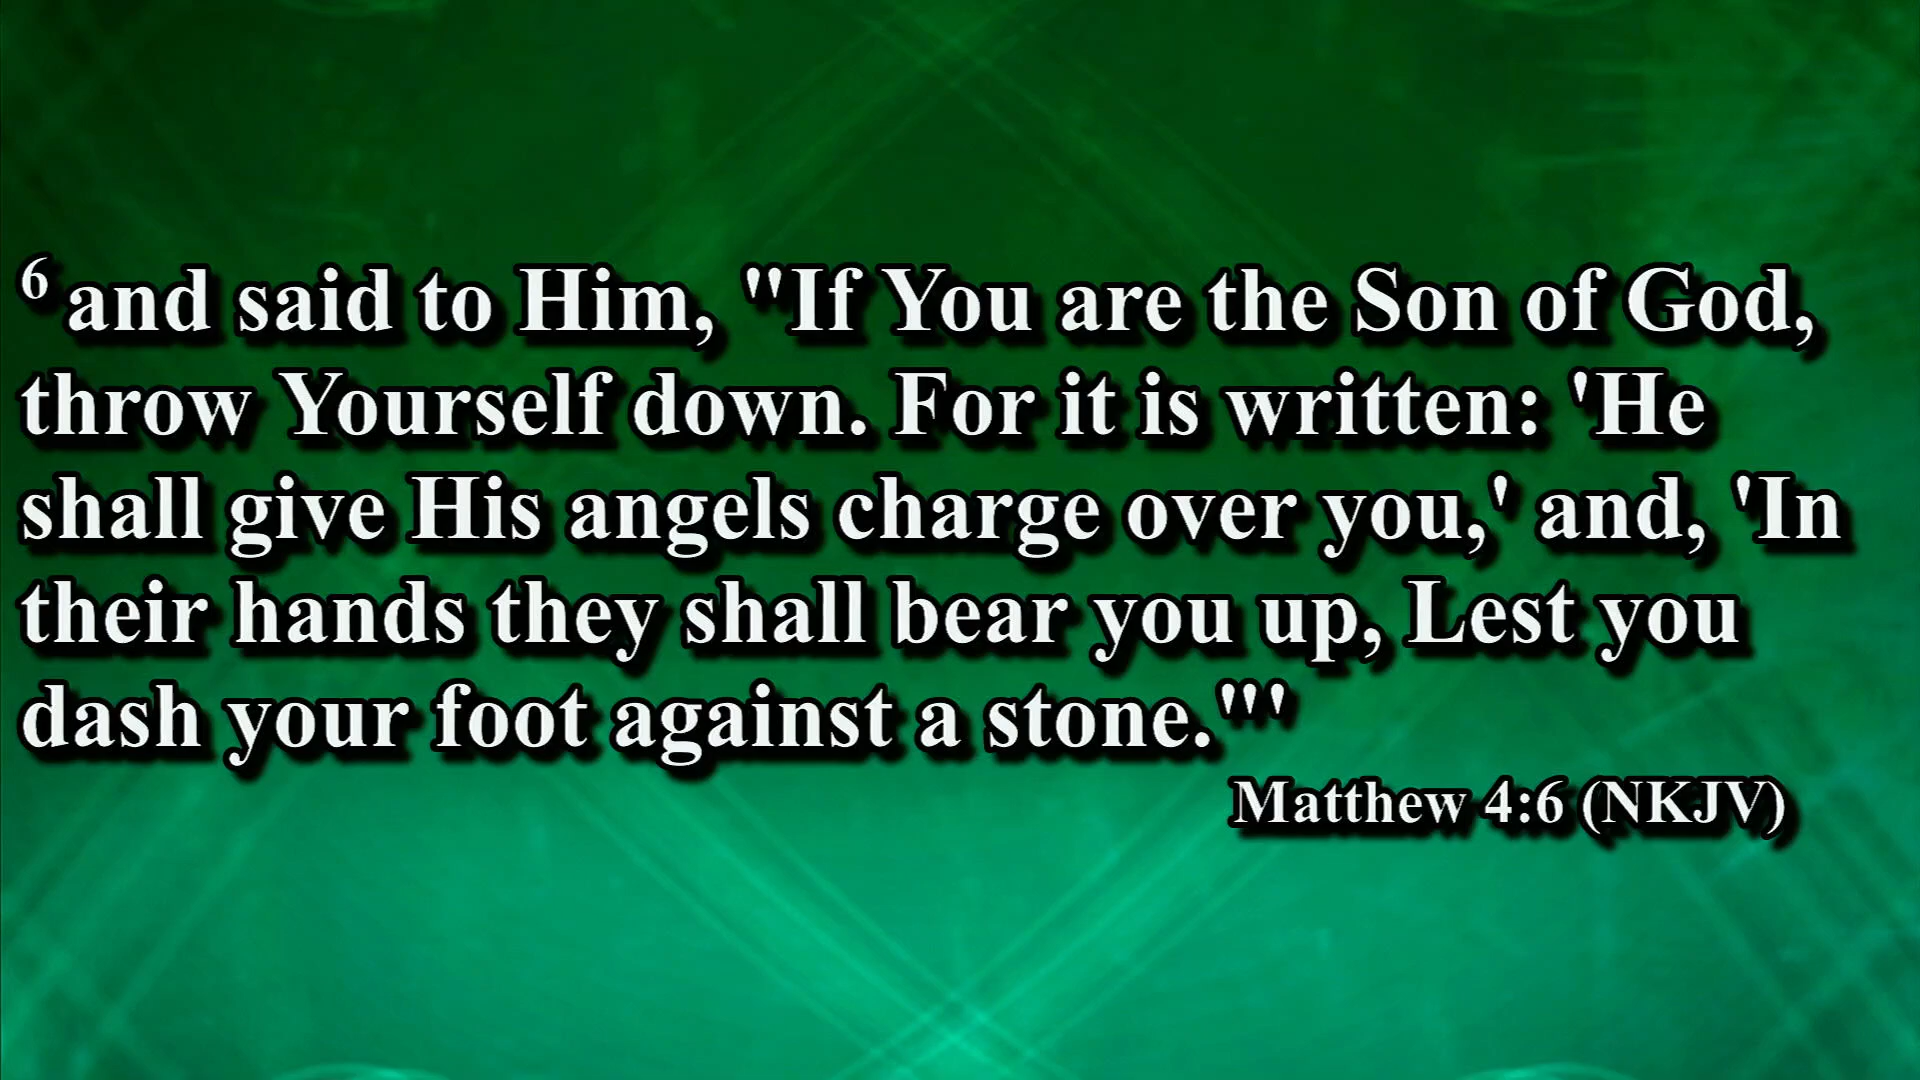 6 and said to Him, "If You are the Son of God,
throw Yourself down. For it is written: 'He
shall give His angels charge over you,' and, 'In
their hands they shall bear you up, Lest you
dash your foot against a stone."'
Matthew 4:6 (NKJV)